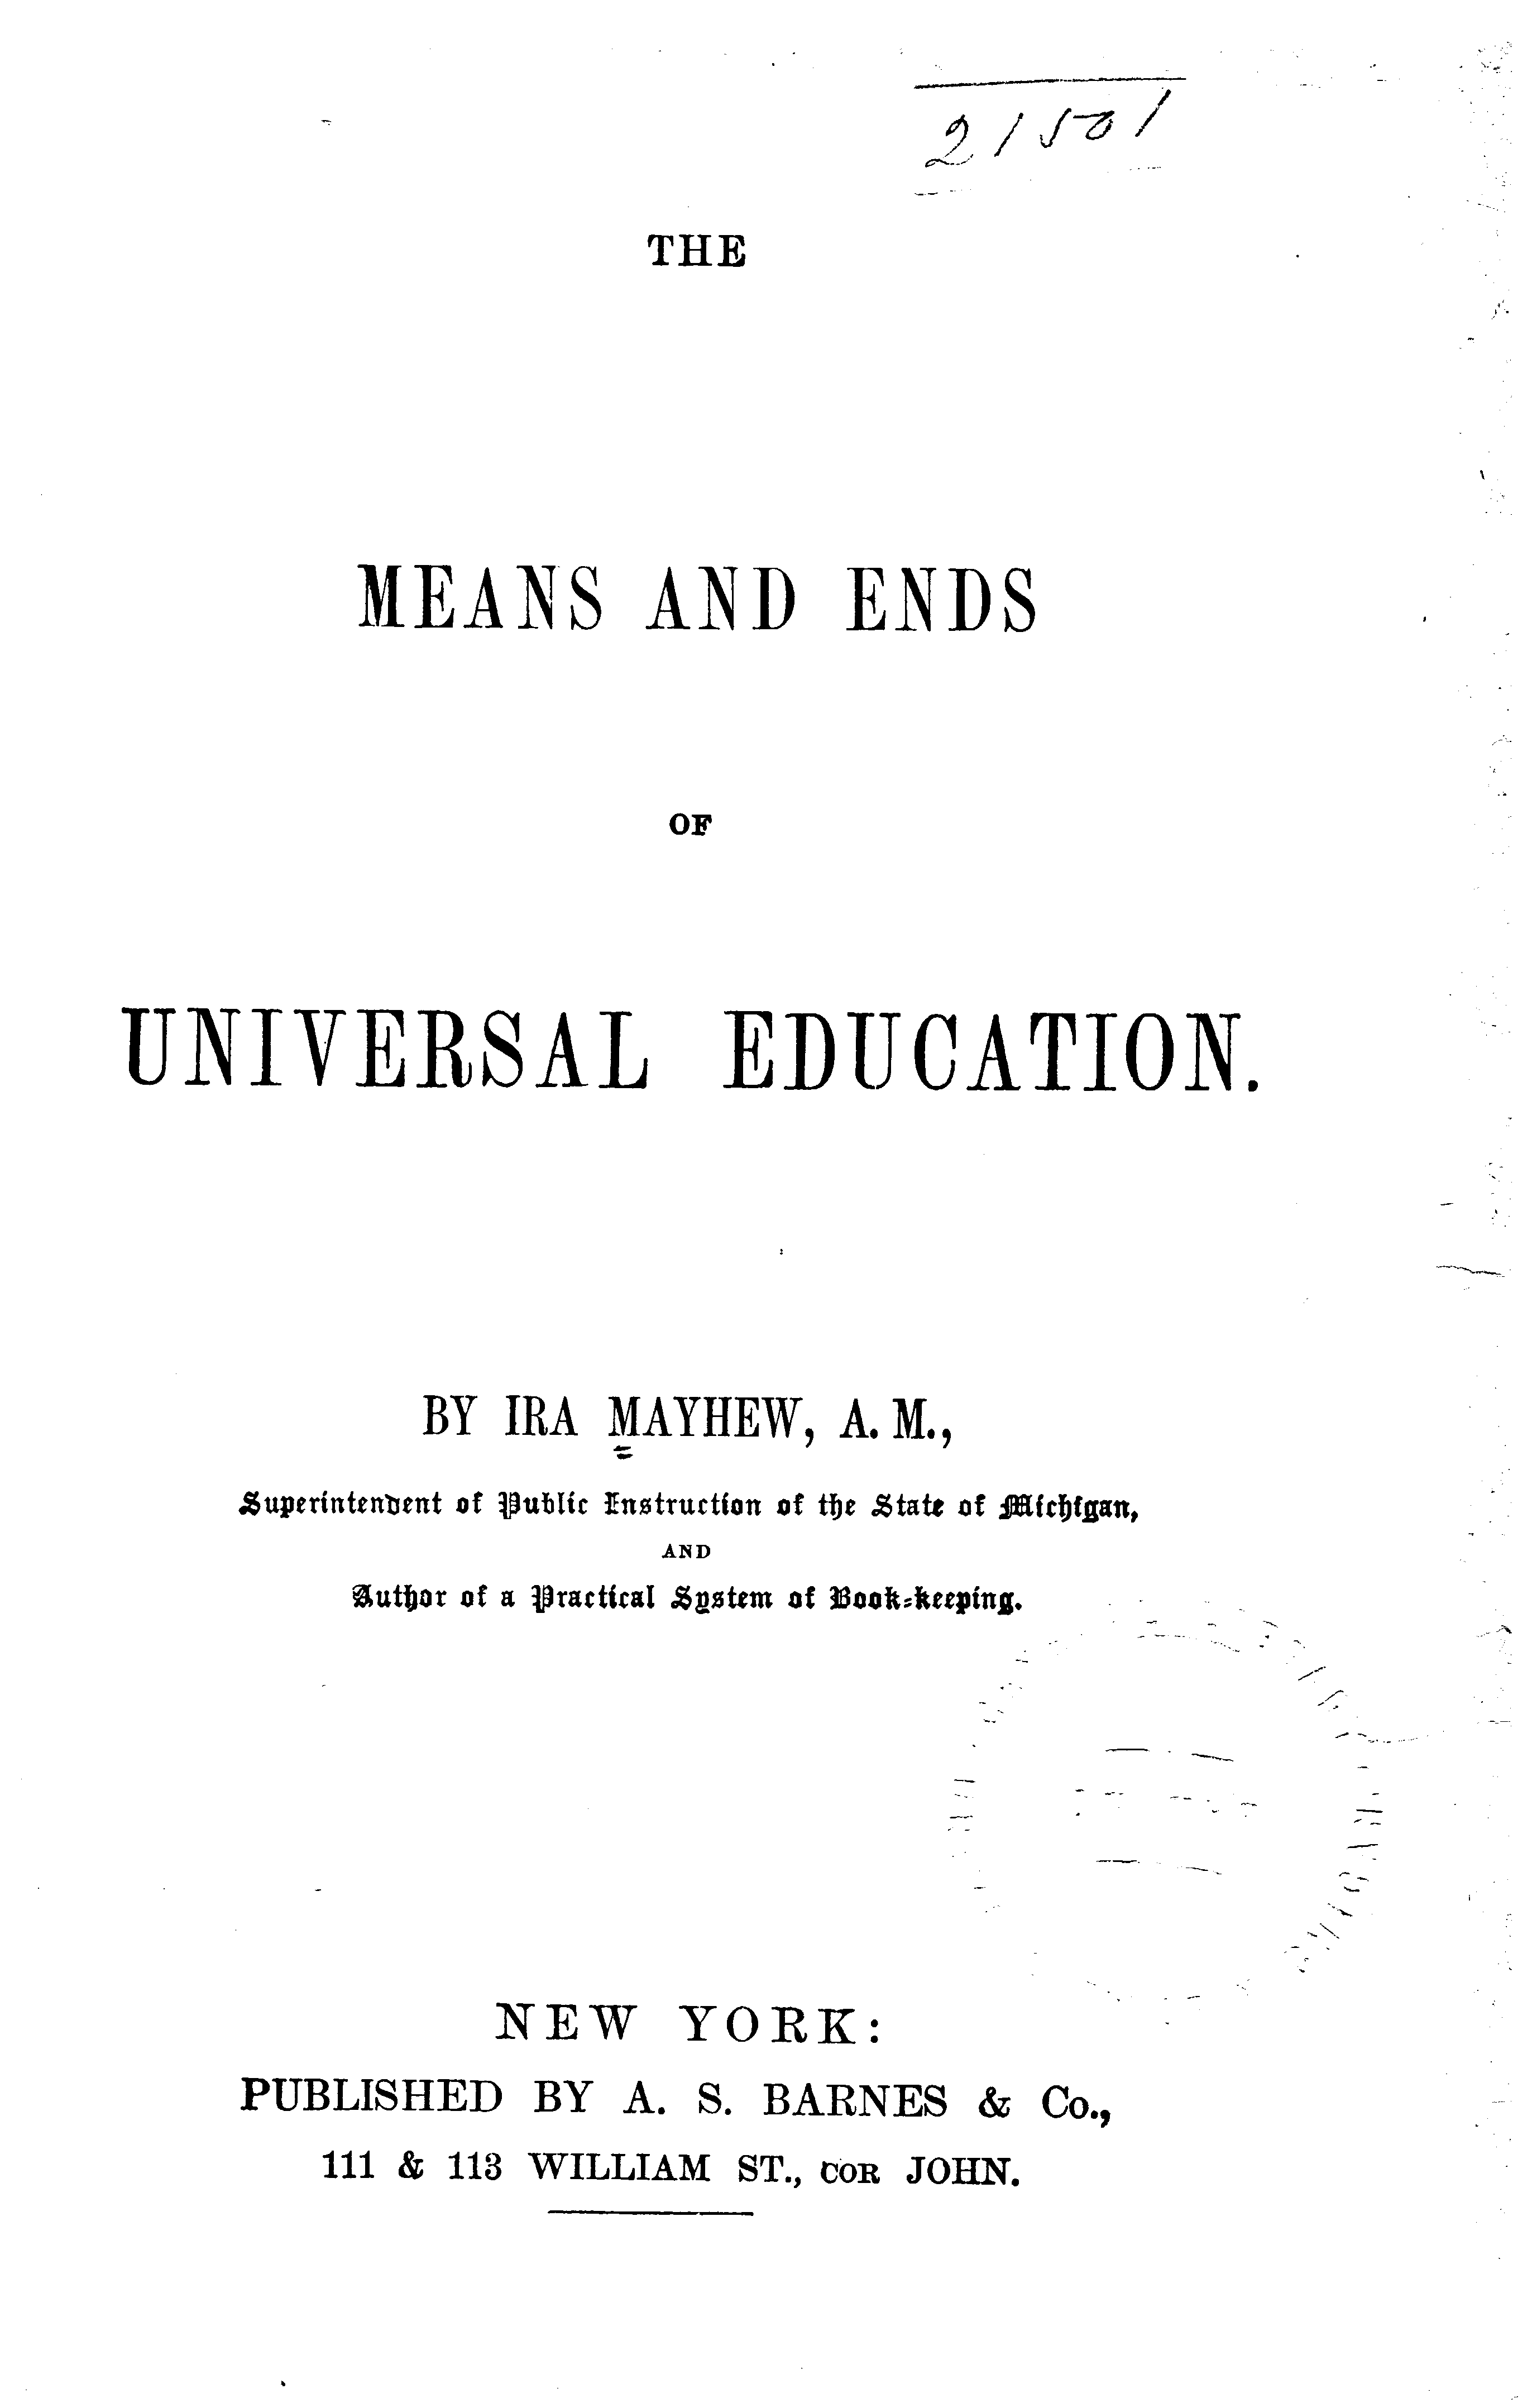 21501
THE
MEANS AND ENDS
OF
UNIVERSAL EDUCATION.
BY IRA MAYHEW, A. M.,
Superintendent of Public Instruction of the State of Michigan,
AND
Author of a Practical System of Book-keeping.
NEW YORK:
PUBLISHED BY A. S. BARNES & Co.,
111 & 113 WILLIAM ST., COR JOHN.